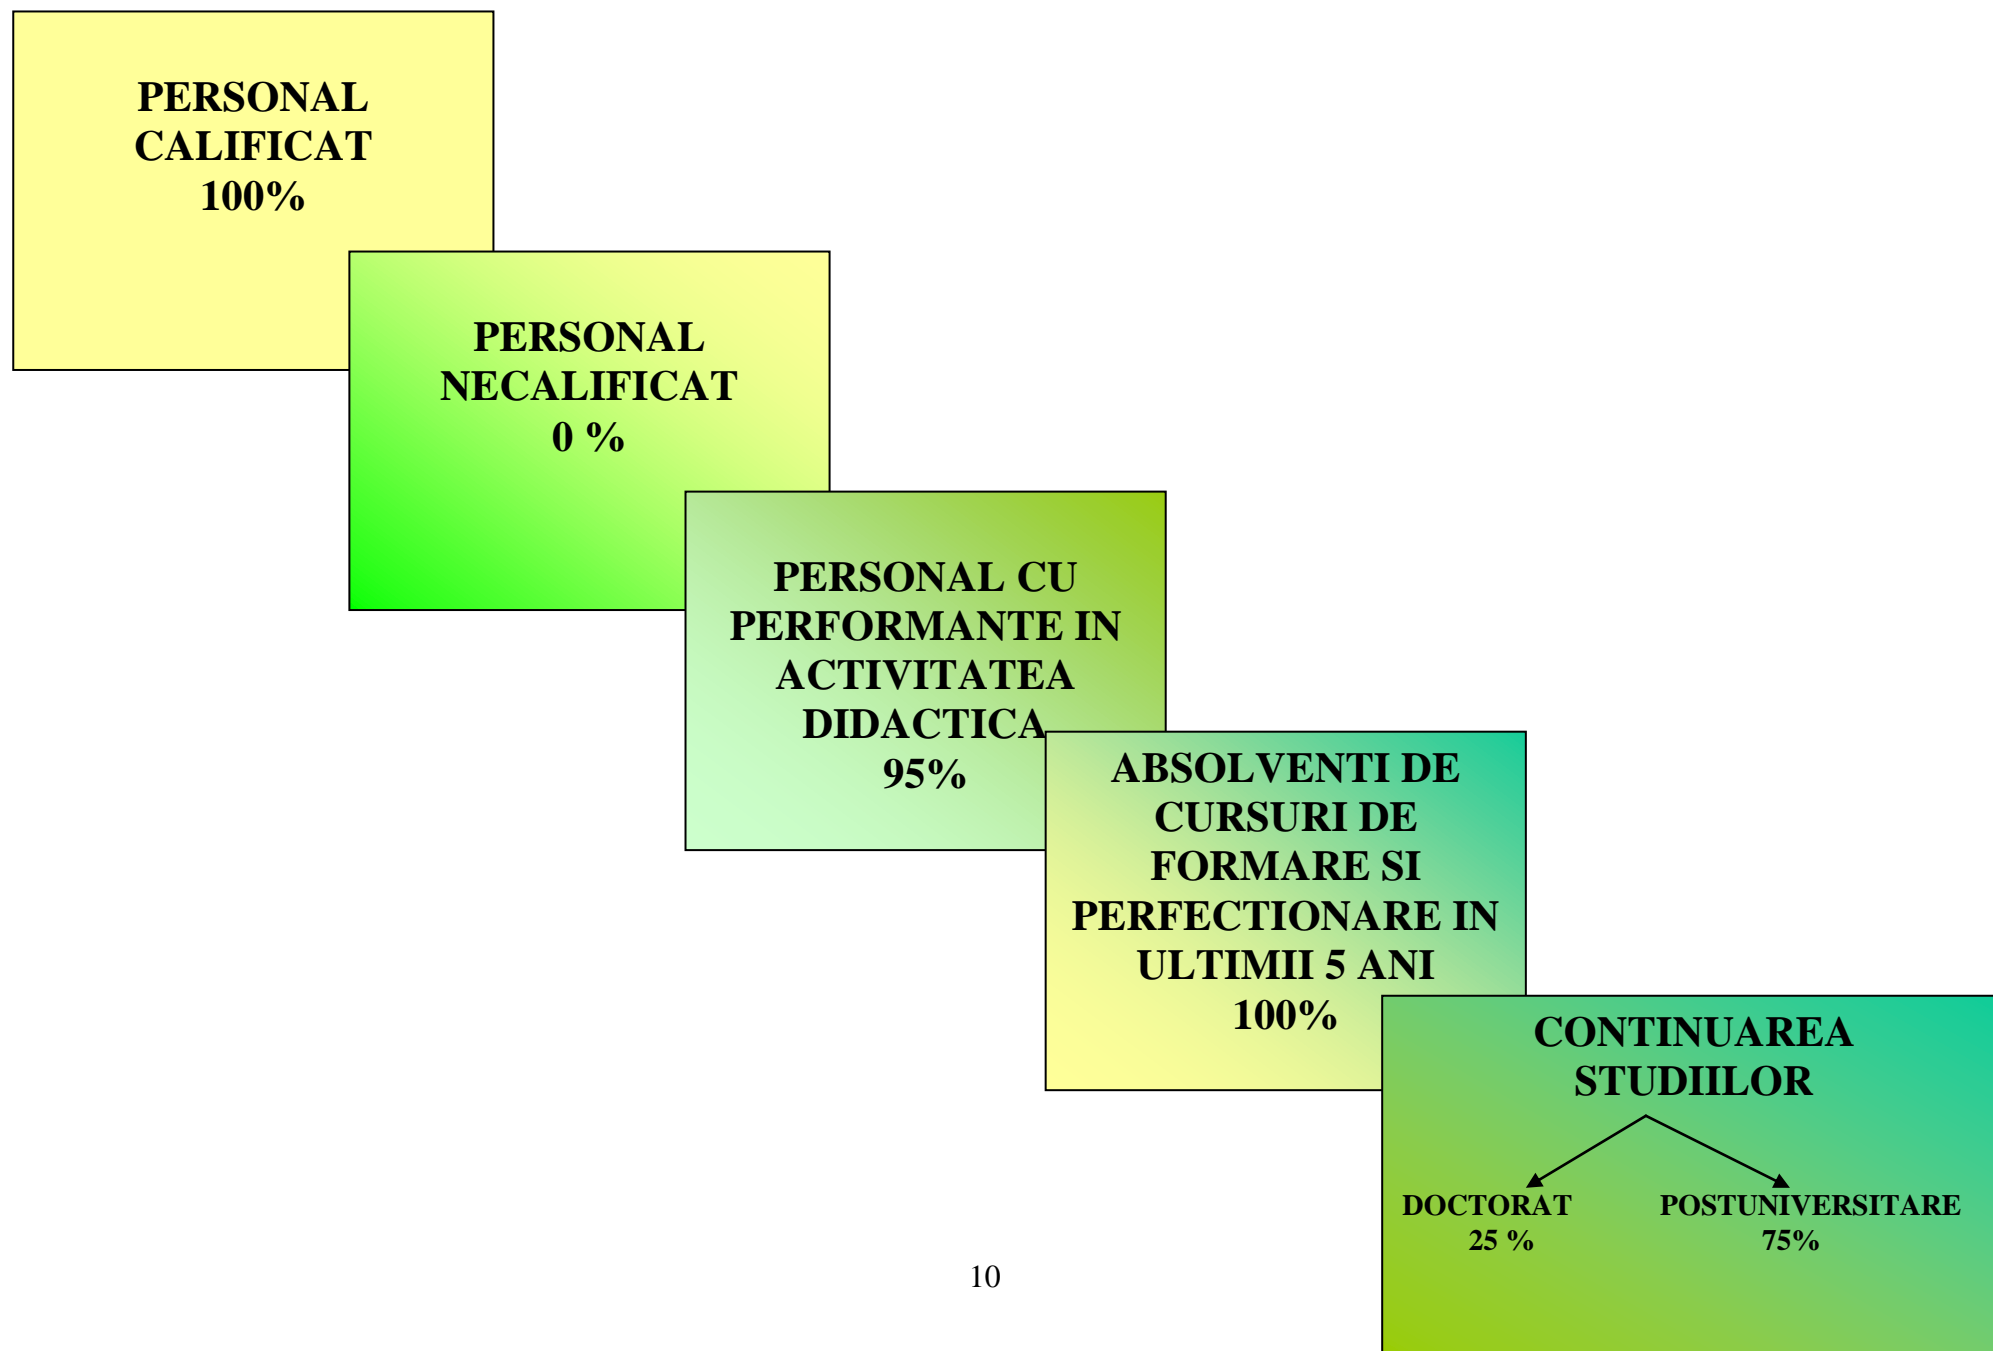 PERSONAL
CALIFICAT
100%
PERSONAL
NECALIFICAT
0 %
PERSONAL CU
PERFORMANTE IN
ACTIVITATEA
DIDACTICA
95%
ABSOLVENTI DE
CURSURI DE
FORMARE SI
PERFECTIONARE IN
ULTIMII 5 ANI
100%
CONTINUAREA
STUDIILOR
DOCTORAT
25 %
POSTUNIVERSITARE
75%
10